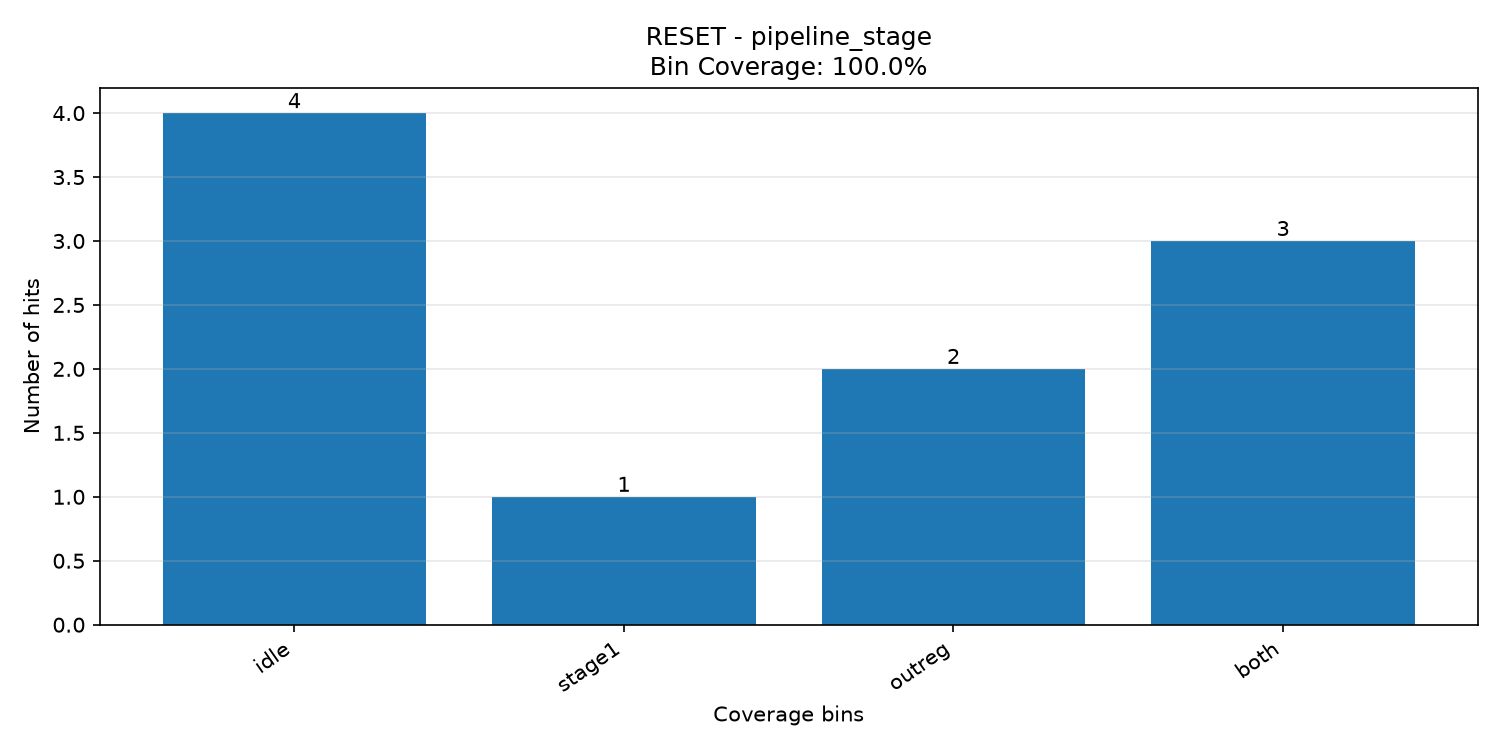 RESET - pipeline_stage
Bin Coverage: 100.0%
Number of hits
4.0
3.5
3.0
2.5
2.0
1.5
1.0
0.5
0.0
4
1
2
3
idle
stage1
outreg
both
Coverage bins